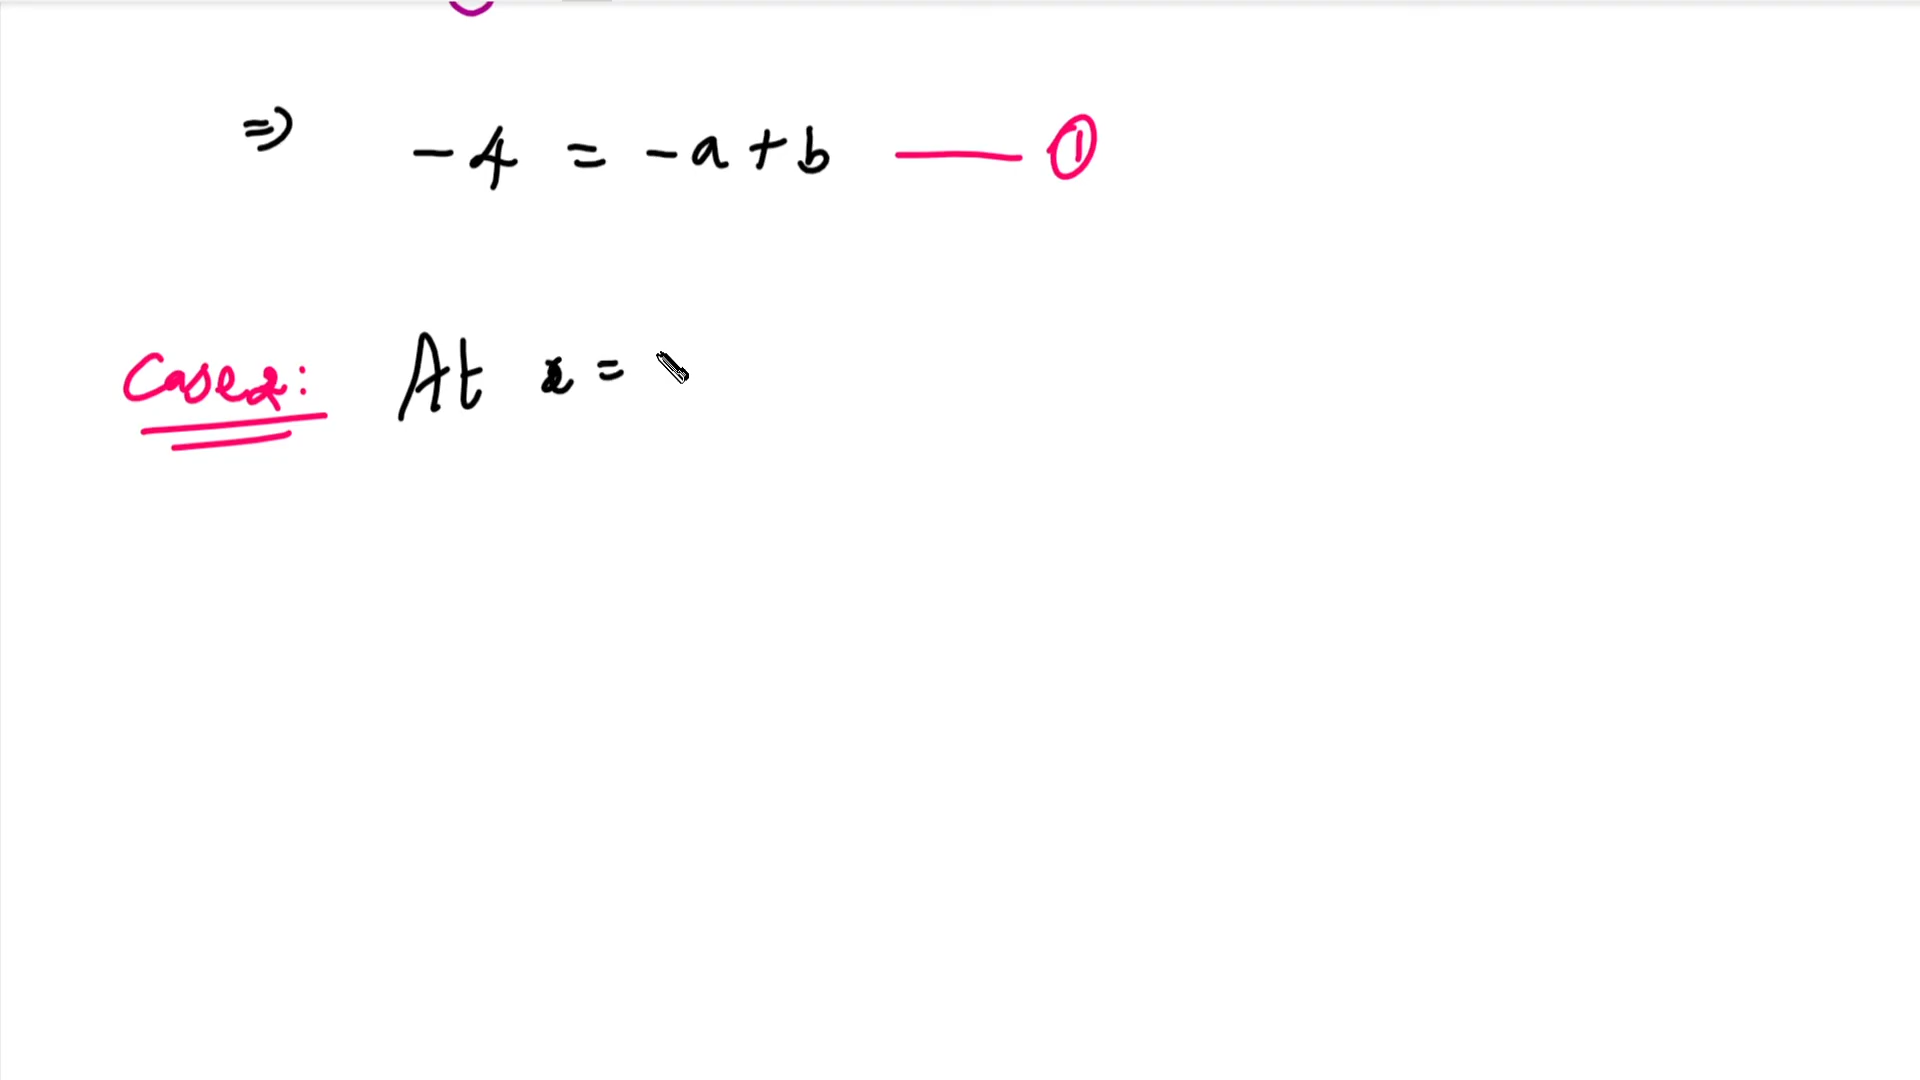 ⇒ -4 = -a+b —— ①
Case2: At x =